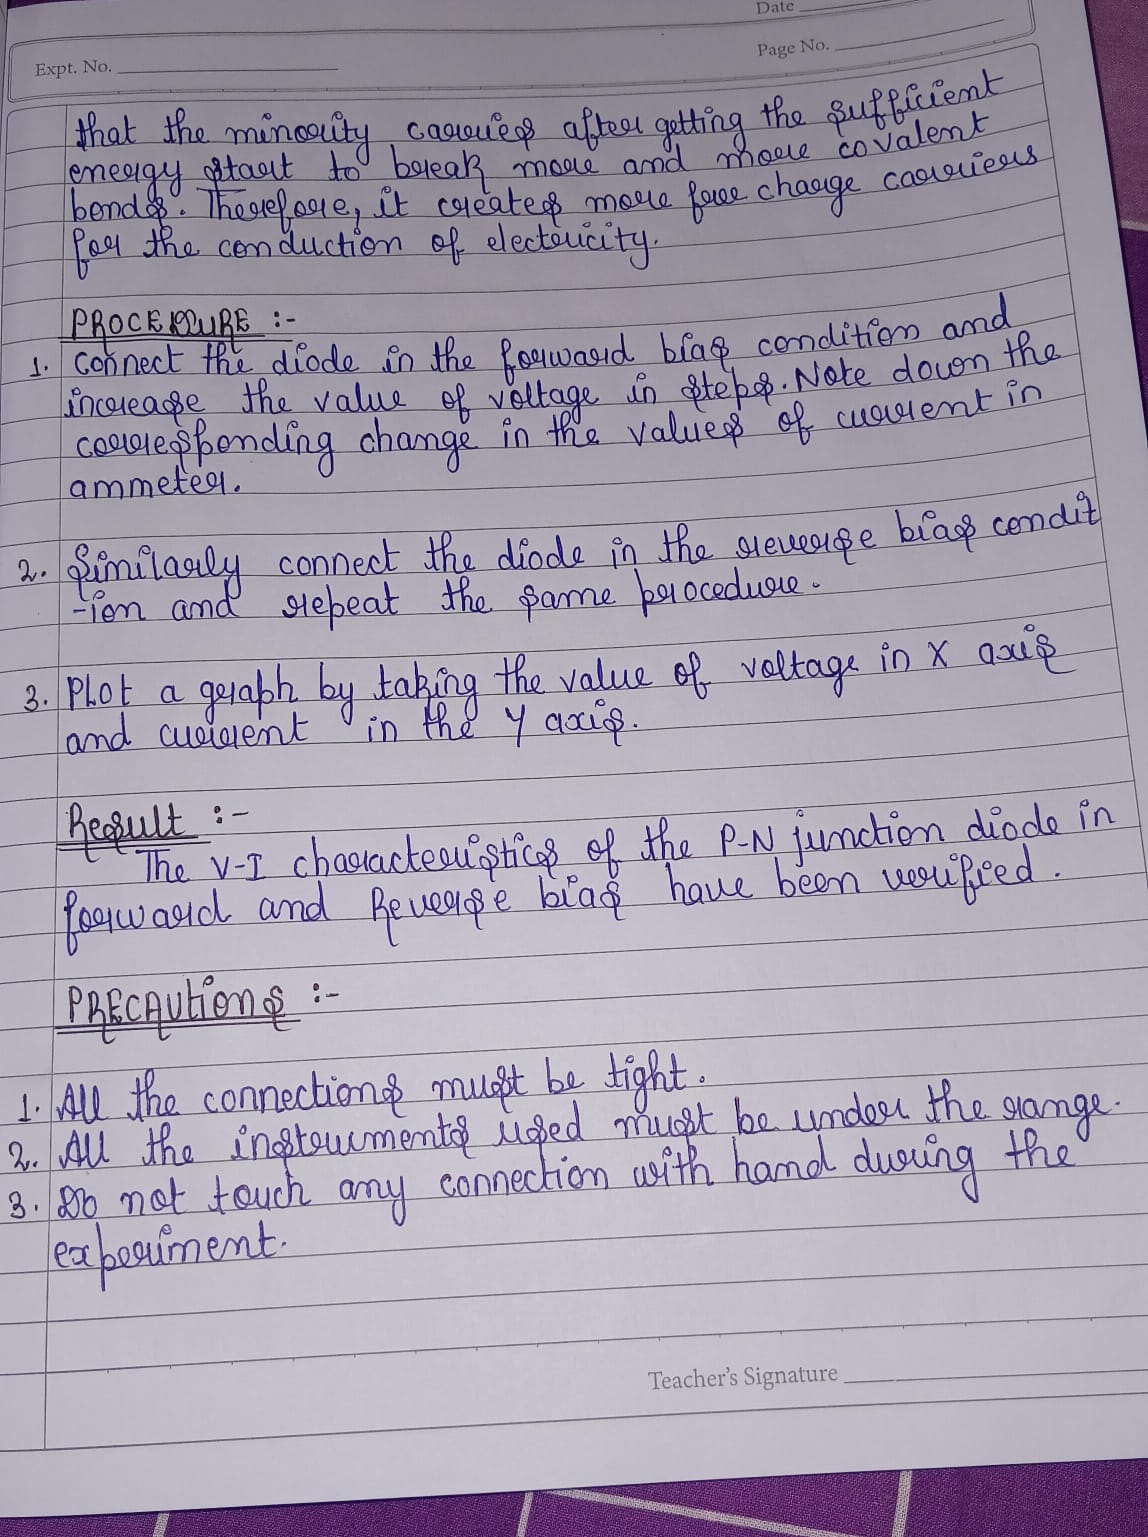 Date
Page No.
Expt. No.
that the minority carries after getting the sufficient
energy start to break more and more covalent
bonds. Therefore, it creates more free charge carriers
for the conduction of electricity.
PROCEDURE :-
1. Connect the diode in the forward bias condition and
increase the value of voltage in steps. Note down the
corresponding change in the values of current in
ammeter.
2. Similarly connect the diode in the reverse bias condit
-ion and repeat the same procedure.
3. Plot a graph by taking the value of voltage in X axis
and current in the Y axis.
Result :-
The V-I characteristics of the P-N junction diode in
forward and Reverse bias have been verified.
PRECAUtions :-
1. All the connections must be tight.
2. All the instruments used must be under the range.
3. Do not touch any connection with hand during the
experiment.
Teacher's Signature